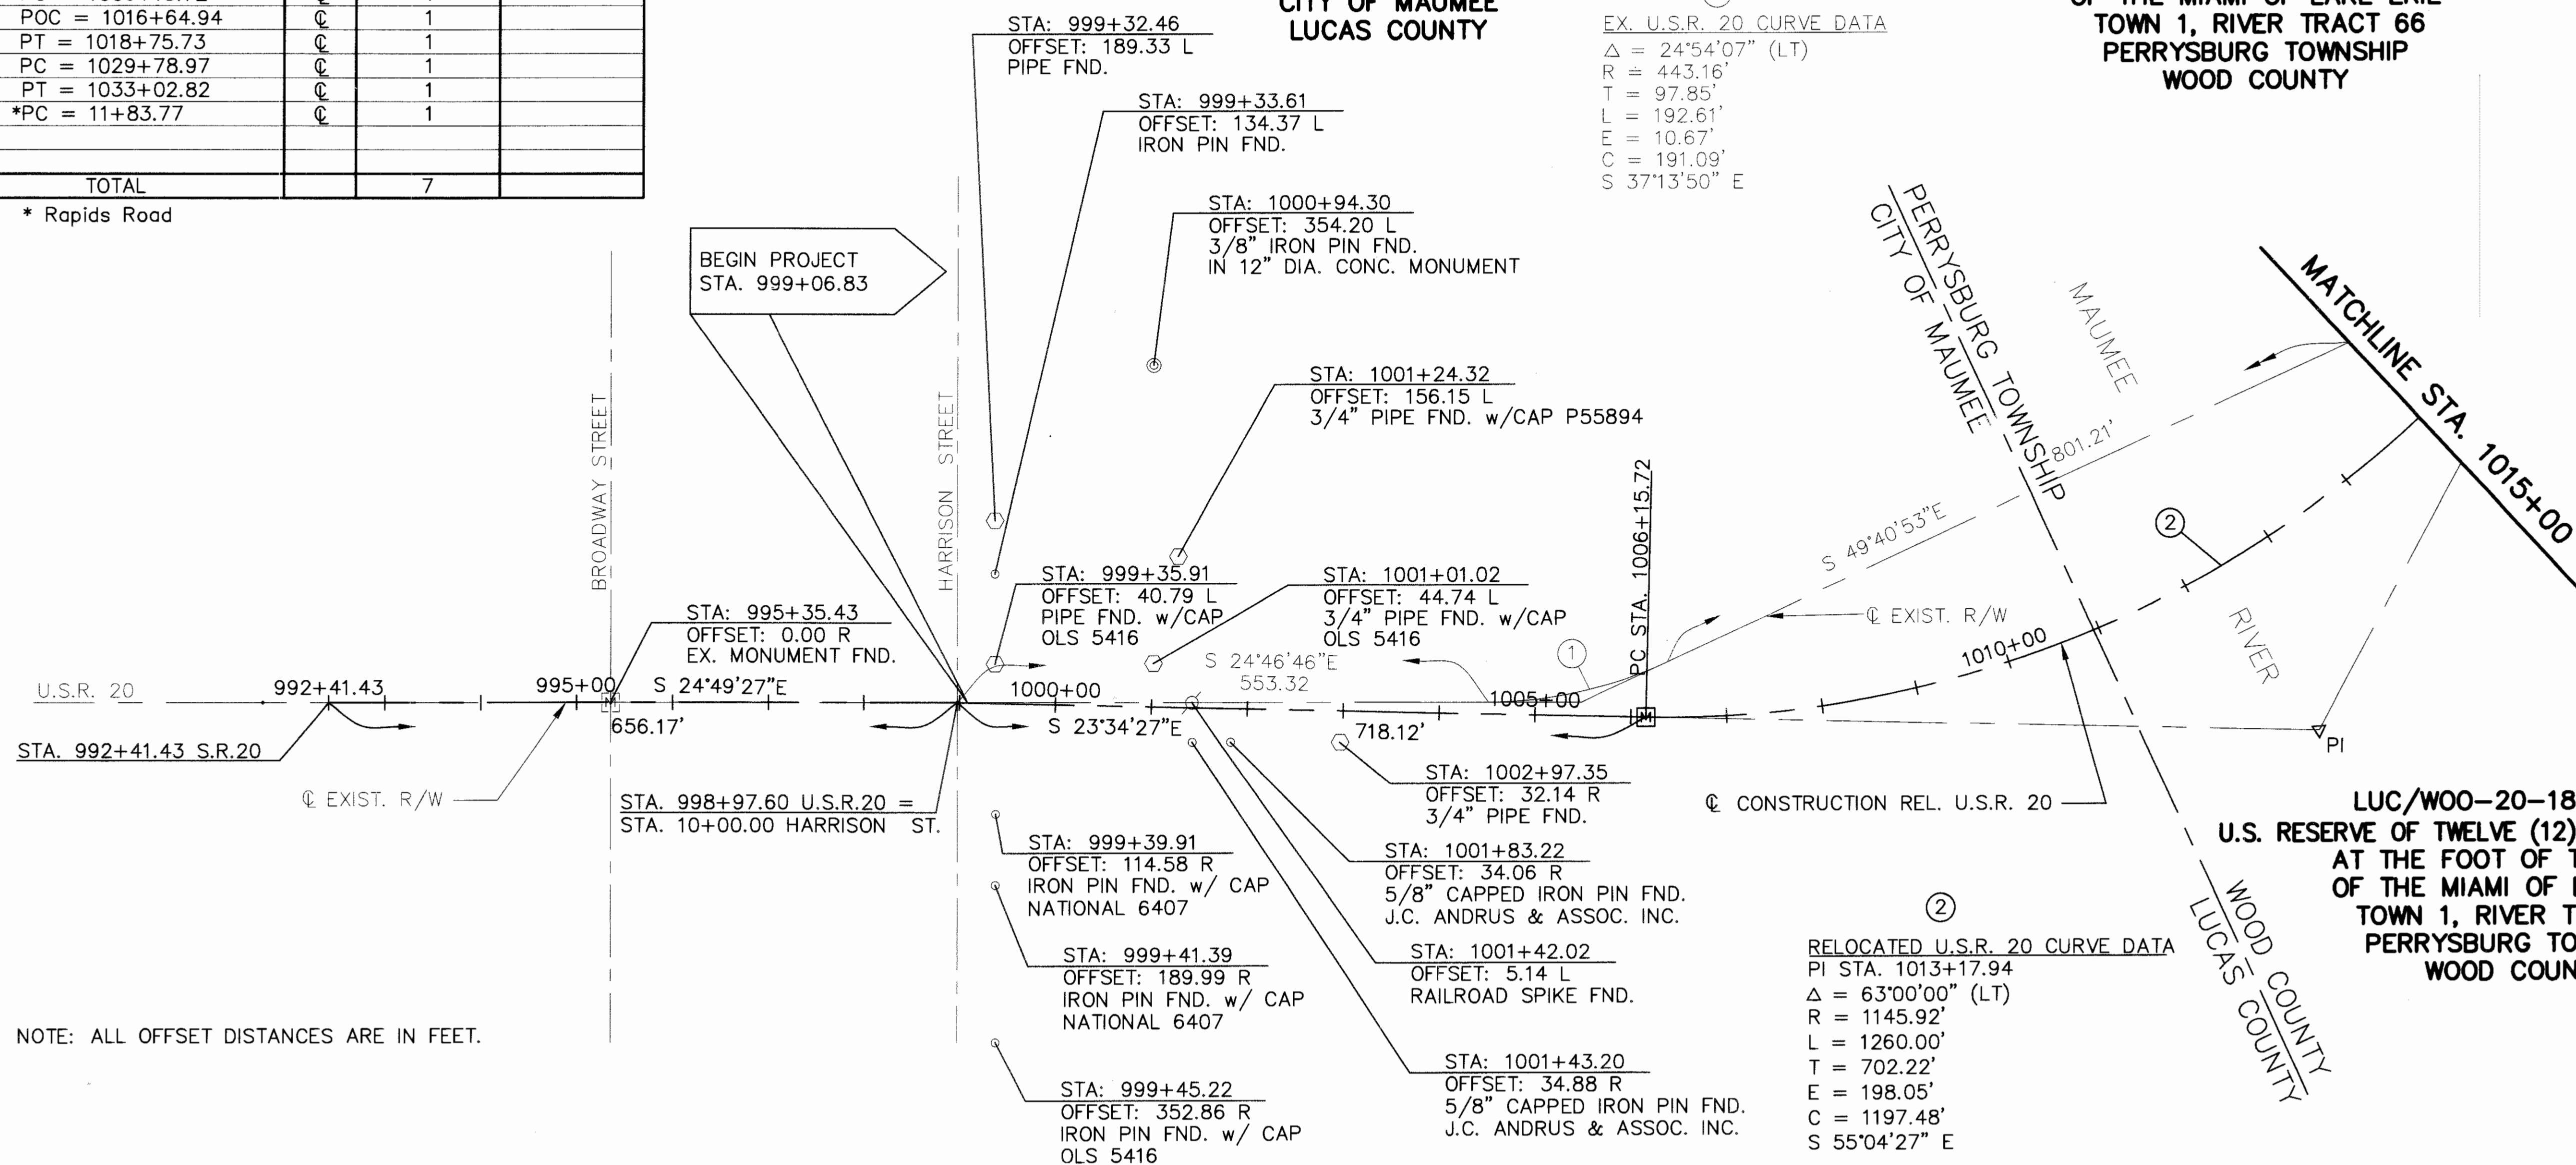 POC = 1016+64.94 ℄ 1
PT = 1018+75.73 ℄ 1
PC = 1029+78.97 ℄ 1
PT = 1033+02.82 ℄ 1
*PC = 11+83.77 ℄ 1
TOTAL 7
* Rapids Road
CITY OF MAUMEE
LUCAS COUNTY
EX. U.S.R. 20 CURVE DATA
Δ = 24°54'07" (LT)
R = 443.16'
T = 97.85'
L = 192.61'
E = 10.67'
C = 191.09'
S 37°13'50" E
OF THE MIAMI OF LAKE ERIE
TOWN 1, RIVER TRACT 66
PERRYSBURG TOWNSHIP
WOOD COUNTY
STA: 999+32.46
OFFSET: 189.33 L
PIPE FND.
STA: 999+33.61
OFFSET: 134.37 L
IRON PIN FND.
STA: 1000+94.30
OFFSET: 354.20 L
3/8" IRON PIN FND.
IN 12" DIA. CONC. MONUMENT
BEGIN PROJECT
STA. 999+06.83
STA: 1001+24.32
OFFSET: 156.15 L
3/4" PIPE FND. w/CAP P55894
PERRYSBURG TOWNSHIP
CITY OF MAUMEE
MAUMEE
MATCHLINE STA. 1015+00
801.21'
S 49°40'53"E
2
BROADWAY STREET
HARRISON STREET
PC STA. 1006+15.72
STA: 999+35.91
OFFSET: 40.79 L
PIPE FND. w/CAP
OLS 5416
STA: 1001+01.02
OFFSET: 44.74 L
3/4" PIPE FND. w/CAP
OLS 5416
STA: 995+35.43
OFFSET: 0.00 R
EX. MONUMENT FND.
℄ EXIST. R/W
1
S 24°46'46"E
553.32
1010+00
RIVER
U.S.R. 20
992+41.43
995+00
M
S 24°49'27"E
1000+00
1005+00
M
656.17'
S 23°34'27"E
718.12'
PI
STA. 992+41.43 S.R.20
℄ EXIST. R/W
STA. 998+97.60 U.S.R.20 =
STA. 10+00.00 HARRISON ST.
STA: 1002+97.35
OFFSET: 32.14 R
3/4" PIPE FND.
℄ CONSTRUCTION REL. U.S.R. 20
STA: 999+39.91
OFFSET: 114.58 R
IRON PIN FND. w/ CAP
NATIONAL 6407
STA: 1001+83.22
OFFSET: 34.06 R
5/8" CAPPED IRON PIN FND.
J.C. ANDRUS & ASSOC. INC.
STA: 999+41.39
OFFSET: 189.99 R
IRON PIN FND. w/ CAP
NATIONAL 6407
STA: 1001+42.02
OFFSET: 5.14 L
RAILROAD SPIKE FND.
STA: 1001+43.20
OFFSET: 34.88 R
5/8" CAPPED IRON PIN FND.
J.C. ANDRUS & ASSOC. INC.
STA: 999+45.22
OFFSET: 352.86 R
IRON PIN FND. w/ CAP
OLS 5416
NOTE: ALL OFFSET DISTANCES ARE IN FEET.
2
RELOCATED U.S.R. 20 CURVE DATA
PI STA. 1013+17.94
Δ = 63°00'00" (LT)
R = 1145.92'
L = 1260.00'
T = 702.22'
E = 198.05'
C = 1197.48'
S 55°04'27" E
WOOD COUNTY
LUCAS COUNTY
LUC/WOO-20-18
U.S. RESERVE OF TWELVE (12)
AT THE FOOT OF
OF THE MIAMI OF
TOWN 1, RIVER
PERRYSBURG
WOOD